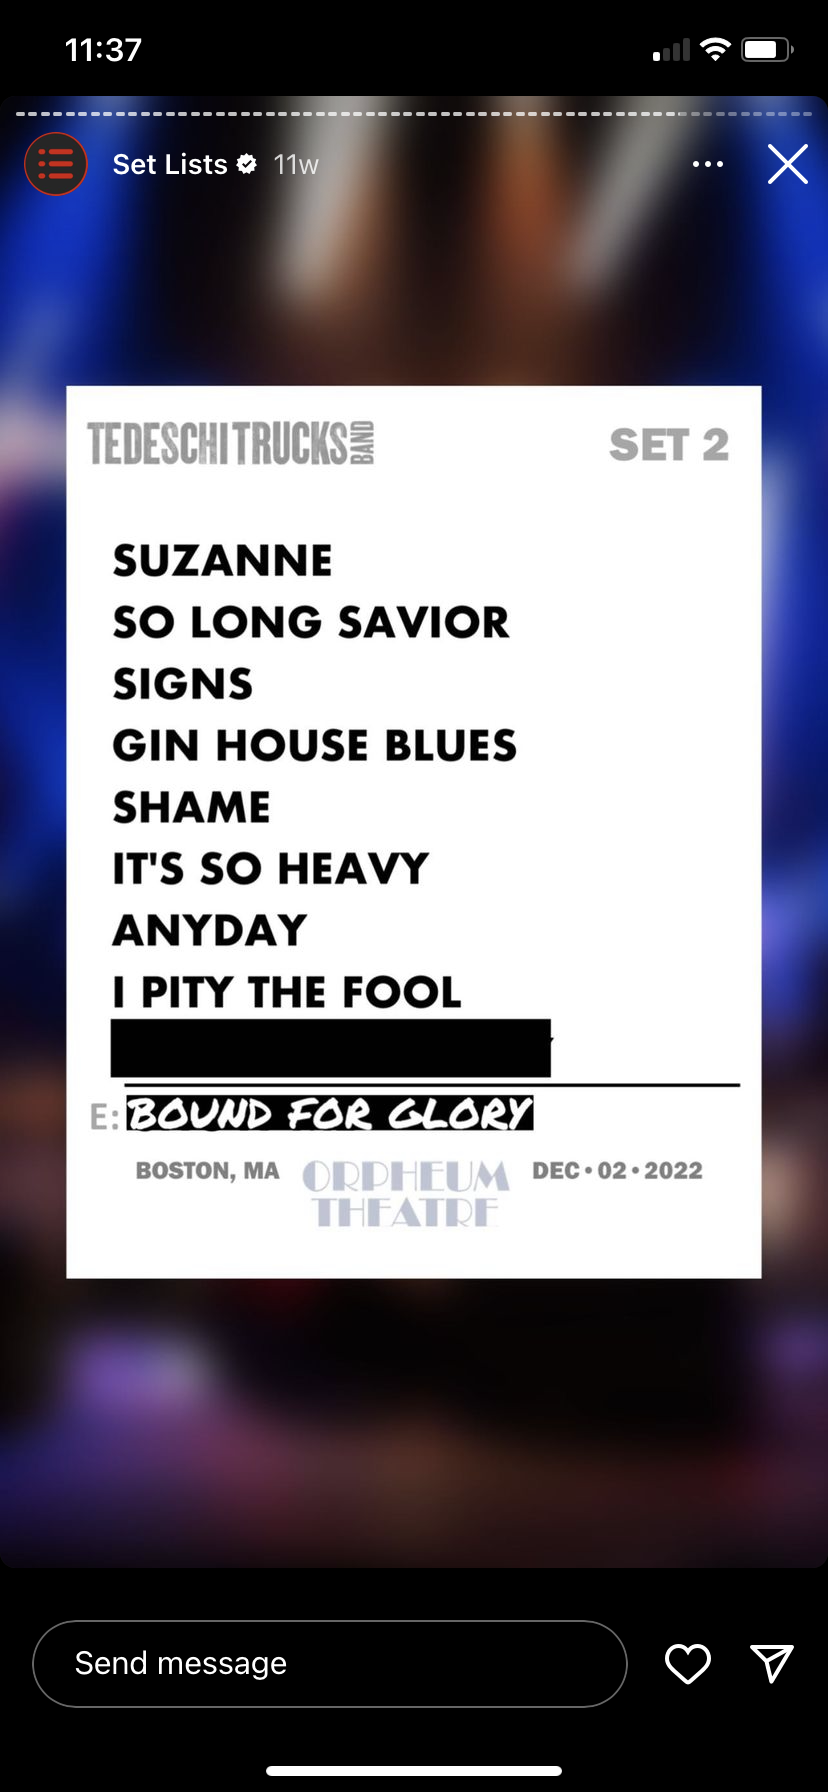 11:37
Set Lists 11w
TEDESCHI TRUCKS BAND
SET 2
SUZANNE
SO LONG SAVIOR
SIGNS
GIN HOUSE BLUES
SHAME
IT'S SO HEAVY
ANYDAY
I PITY THE FOOL
E: BOUND FOR GLORY
BOSTON, MA ORPHEUM THEATRE DEC • 02 • 2022
Send message